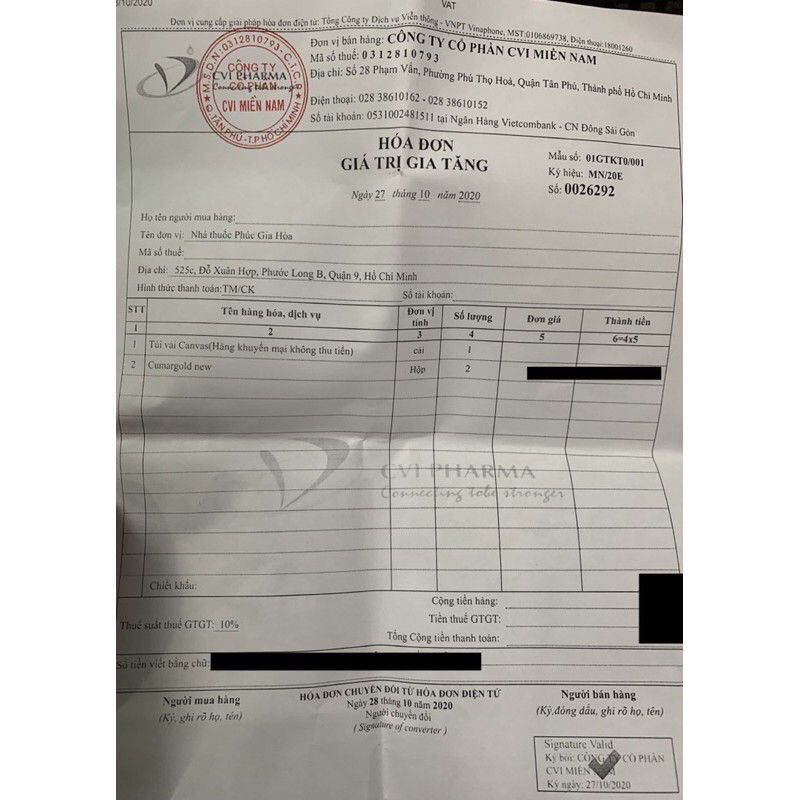 /10/2020
VAT
Đơn vị cung cấp giải pháp hóa đơn điện tử: Tổng Công ty Dịch vụ Viễn thông - VNPT Vinaphone, MST:0106869738, Điện thoại:18001260
Đơn vị bán hàng: CÔNG TY CỔ PHẦN CVI MIỀN NAM
Mã số thuế: 0312810793
Địa chỉ: Số 28 Phạm Vấn, Phường Phú Thọ Hoà, Quận Tân Phú, Thành phố Hồ Chí Minh
Điện thoại: 028 38610162 - 028 38610152
Số tài khoản: 0531002481511 tại Ngân Hàng Vietcombank - CN Đông Sài Gòn
CVI PHARMA
Connecting tobe stronger
M.S.D.N:0312810793-C.T.C.P
CÔNG TY
CỔ PHẦN
CVI MIỀN NAM
Q.TÂN PHÚ-T.P HỒ CHÍ MINH
HÓA ĐƠN
GIÁ TRỊ GIA TĂNG
Ngày 27 tháng 10 năm 2020
Mẫu số: 01GTKT0/001
Ký hiệu: MN/20E
Số: 0026292
Họ tên người mua hàng:
Tên đơn vị: Nhà thuốc Phúc Gia Hòa
Mã số thuế:
Địa chỉ: 525c, Đỗ Xuân Hợp, Phước Long B, Quận 9, Hồ Chí Minh
Hình thức thanh toán:TM/CK Số tài khoản:
STT Tên hàng hóa, dịch vụ Đơn vị tính Số lượng Đơn giá Thành tiền
1 2 3 4 5 6=4x5
1 Túi vải Canvas(Hàng khuyến mại không thu tiền) cái 1
2 Cumargold new Hộp 2
CVI PHARMA
Connecting tobe stronger
Chiết khấu:
Cộng tiền hàng:
Thuế suất thuế GTGT: 10% Tiền thuế GTGT:
Tổng Cộng tiền thanh toán:
Số tiền viết bằng chữ:
Người mua hàng
(Ký, ghi rõ họ, tên)
HÓA ĐƠN CHUYỂN ĐỔI TỪ HÓA ĐƠN ĐIỆN TỬ
Ngày 28 tháng 10 năm 2020
Người chuyển đổi
( Signature of converter )
Người bán hàng
(Ký,đóng dấu, ghi rõ họ, tên)
Signature Valid
Ký bởi: CÔNG TY CỔ PHẦN
CVI MIỀN NAM
Ký ngày: 27/10/2020